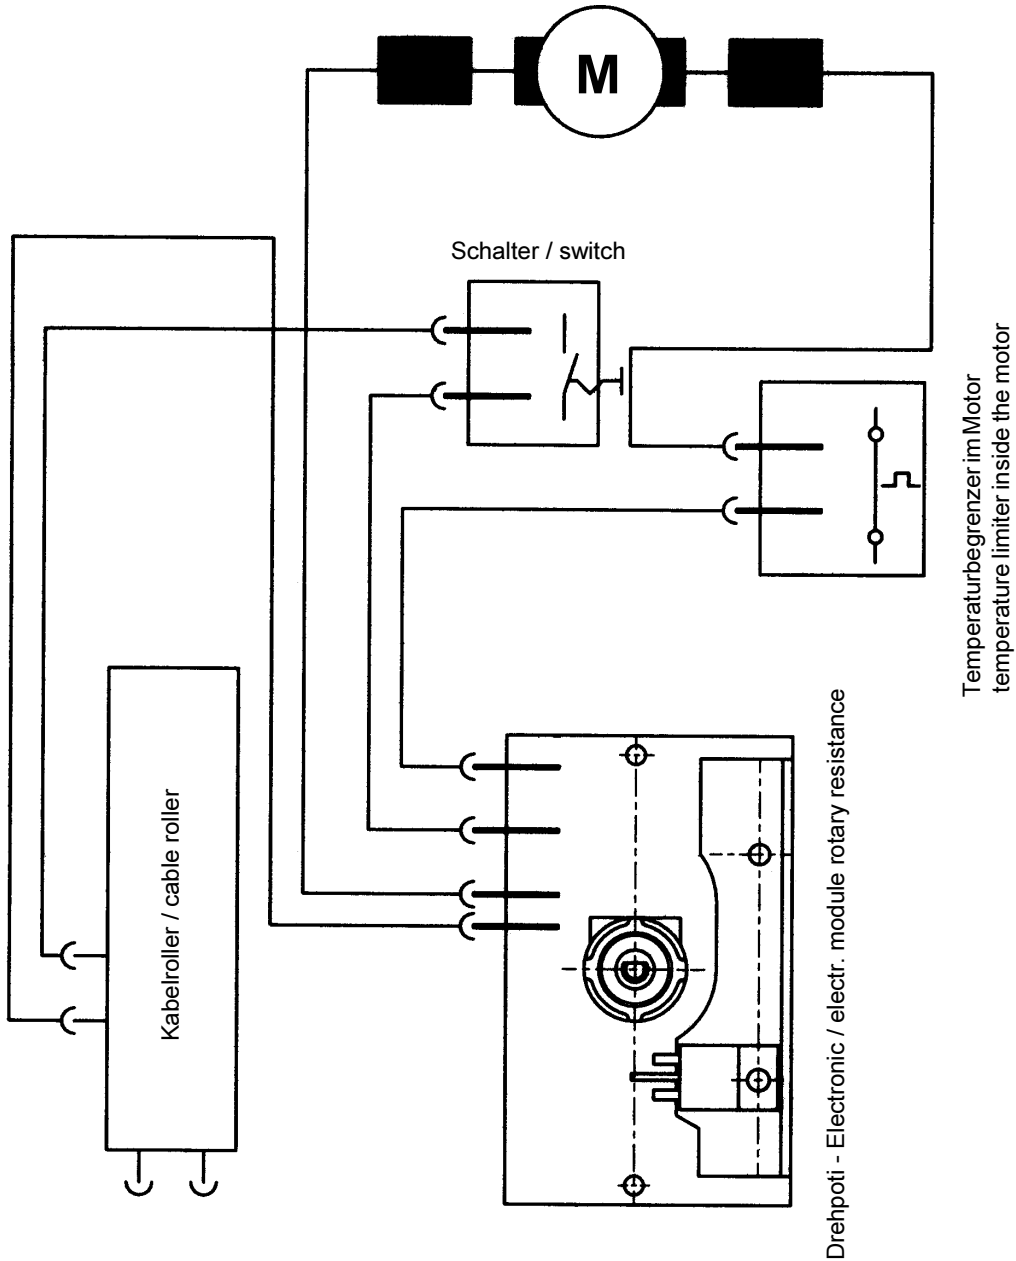 M
Schalter / switch
Temperaturbegrenzer im Motor
temperature limiter inside the motor
Kabelroller / cable roller
Drehpoti - Electronic / electr. module rotary resistance